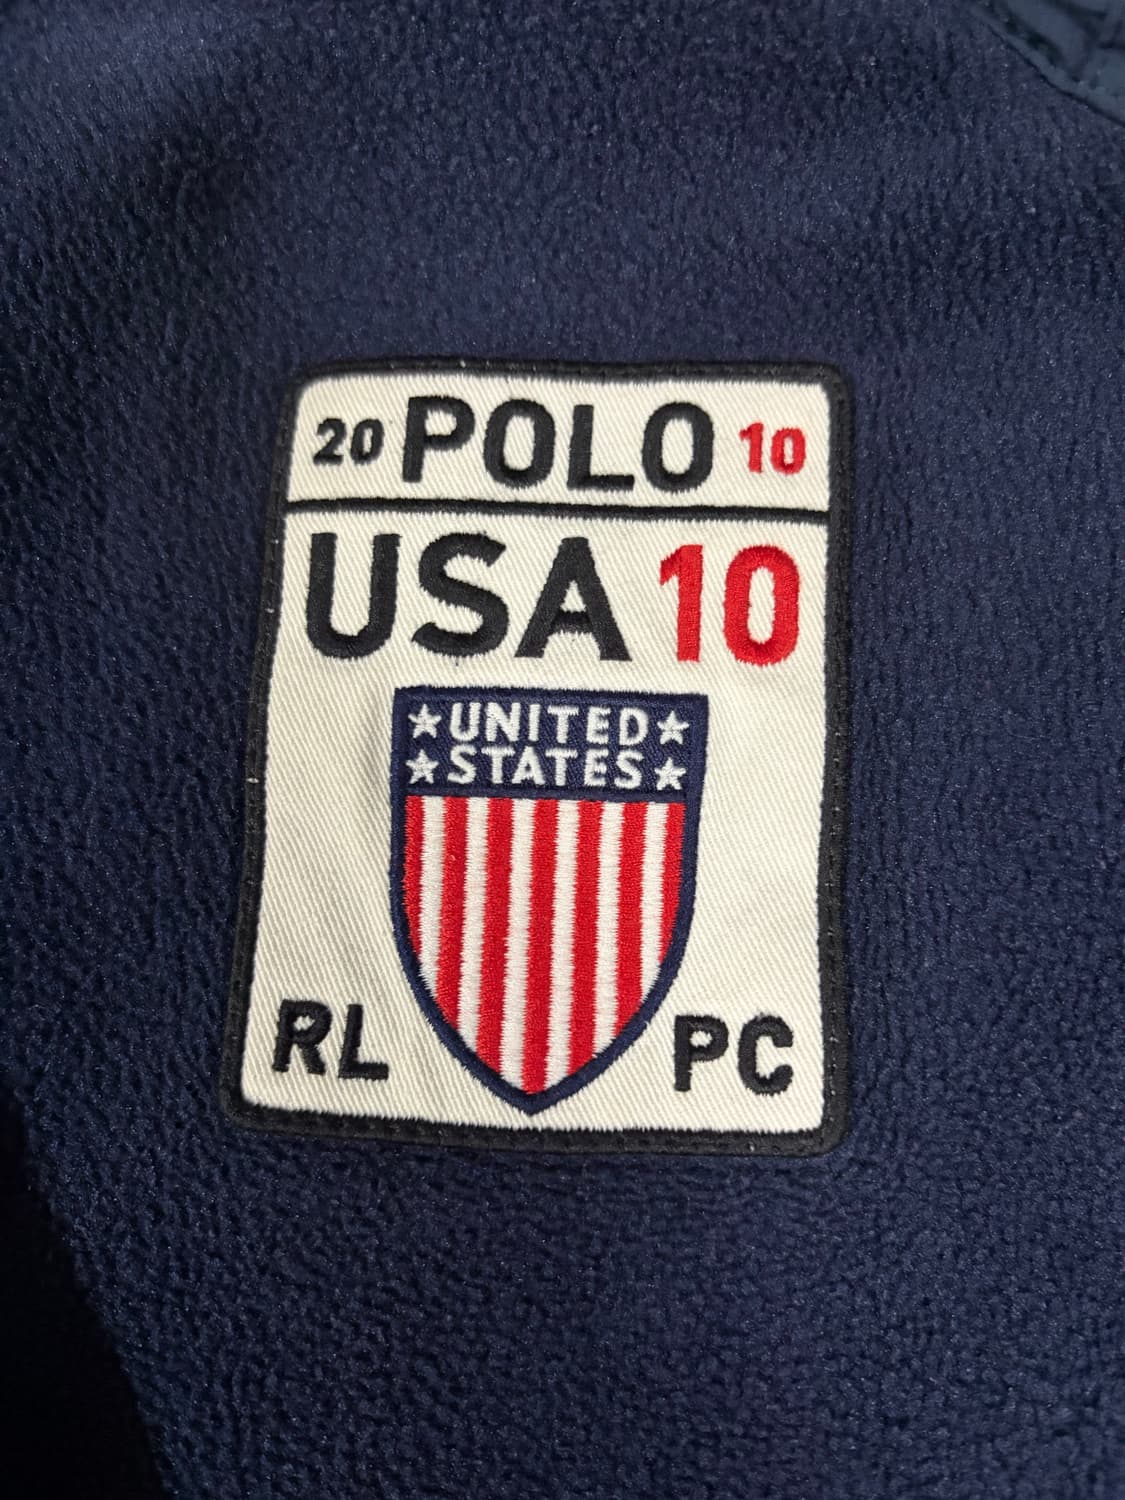 20 POLO 10
USA 10
UNITED
STATES
RL PC